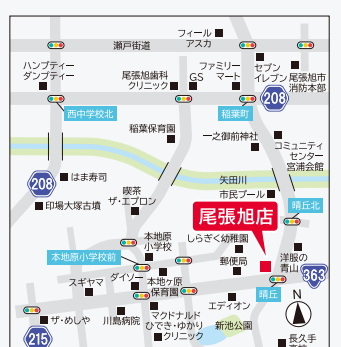 フィール
アスカ
瀬戸街道
ハンプティー
ダンプティー
尾張旭歯科
クリニック
GS
ファミリー
マート
セブン
イレブン
尾張旭市
消防本部
208
西中学校北
稲葉町
稲葉保育園
一之御前神社
コミュニティ
センター
宮浦会館
はま寿司
208
印場大塚古墳
喫茶
ザ・エプロン
矢田川
市民プール
晴丘北
尾張旭店
本地原
小学校
しらぎく幼稚園
本地原小学校前
郵便局
洋服の
青山
363
スギヤマ
ダイソー
本地ヶ原
保育園
晴丘
N
ザ・めしや
川島病院
マクドナルド
ひでき・ゆかり
クリニック
エディオン
新池公園
215
長久手